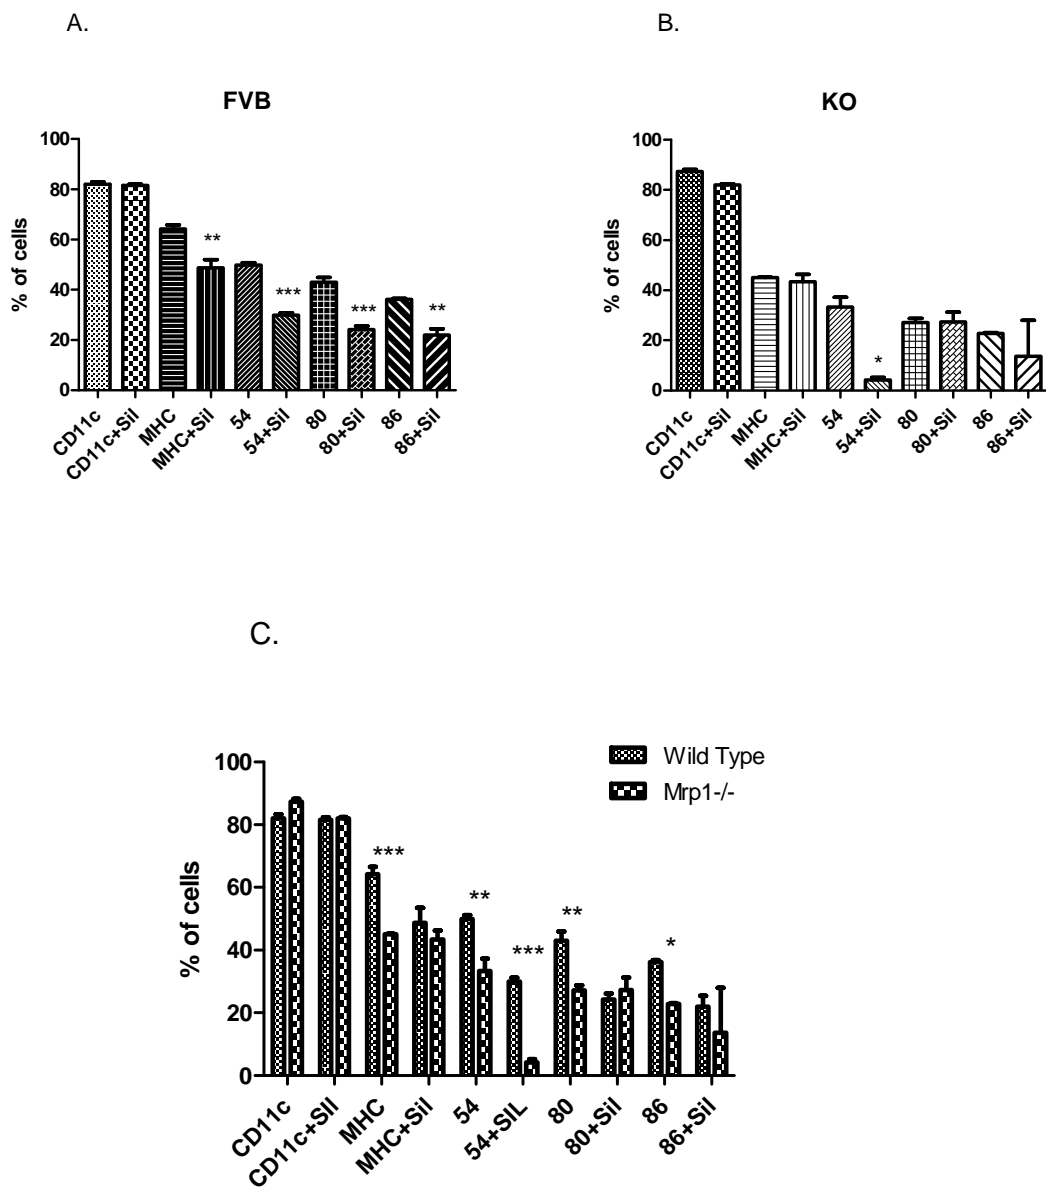 A.
B.
FVB
100
80
60
40
20
0
% of cells
**
***
***
**
CD11c
CD11c+Sil
MHC
MHC+Sil
54
54+Sil
80
80+Sil
86
86+Sil
KO
100
80
60
40
20
0
% of cells
*
CD11c
CD11c+Sil
MHC
MHC+Sil
54
54+Sil
80
80+Sil
86
86+Sil
C.
Wild Type
Mrp1-/-
100
80
60
40
20
0
% of cells
***
**
***
**
*
CD11c
CD11c+SIl
MHC
MHC+Sil
54
54+SIL
80
80+Sil
86
86+Sil